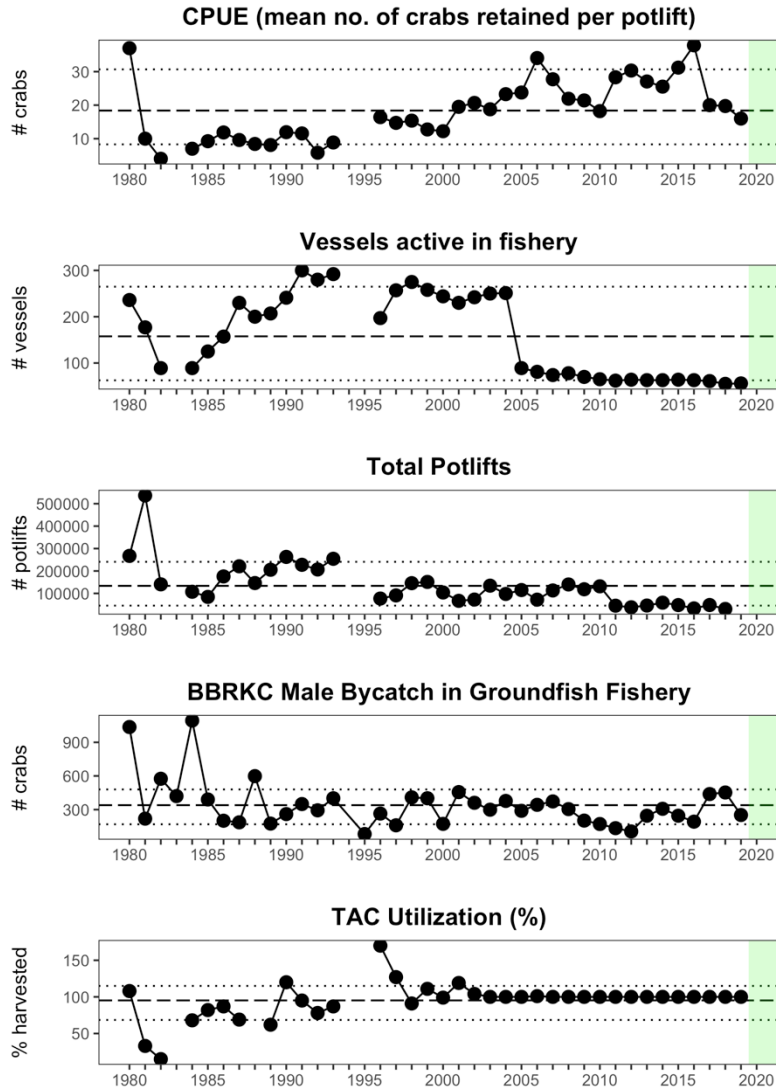 CPUE (mean no. of crabs retained per potlift)
# crabs
30
20
10
1980 1985 1990 1995 2000 2005 2010 2015 2020
Vessels active in fishery
# vessels
300
200
100
1980 1985 1990 1995 2000 2005 2010 2015 2020
Total Potlifts
# potlifts
500000
400000
300000
200000
100000
1980 1985 1990 1995 2000 2005 2010 2015 2020
BBRKC Male Bycatch in Groundfish Fishery
# crabs
900
600
300
1980 1985 1990 1995 2000 2005 2010 2015 2020
TAC Utilization (%)
% harvested
150
100
50
1980 1985 1990 1995 2000 2005 2010 2015 2020